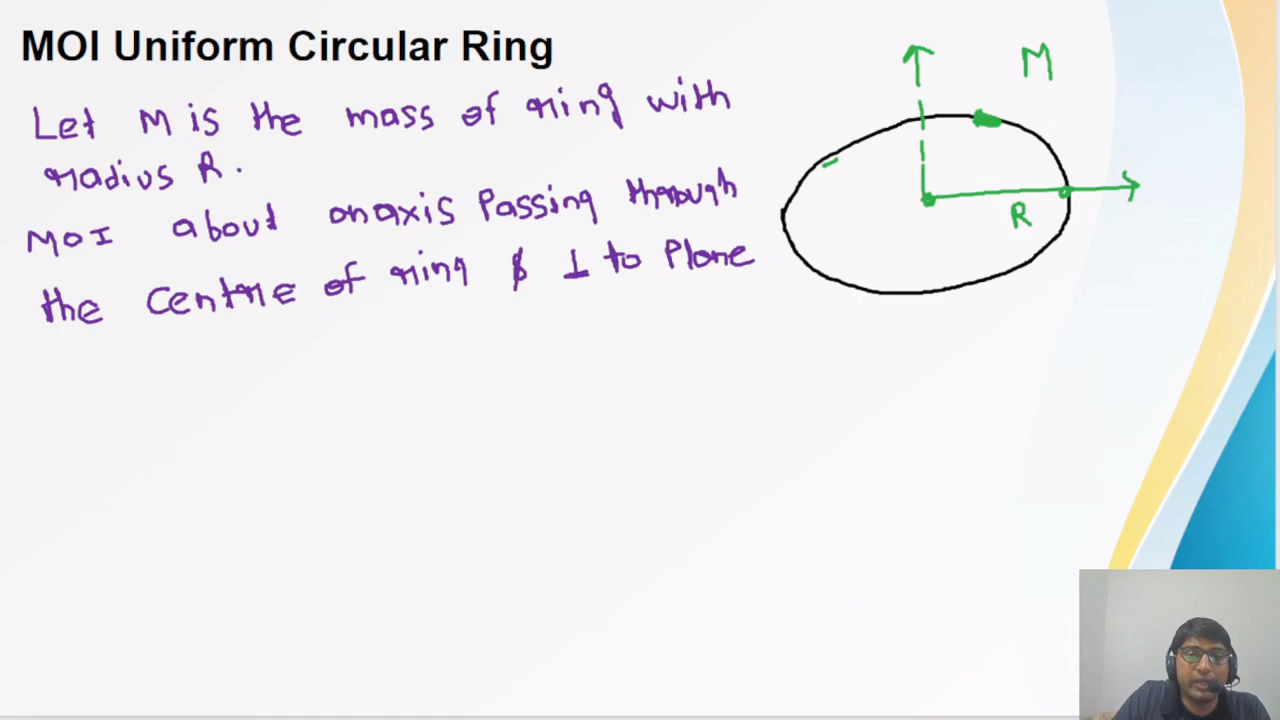 MOI Uniform Circular Ring
Let M is the mass of ring with
radius R.
MOI about an axis Passing through
the centre of ring & ⊥ to Plane
M
R